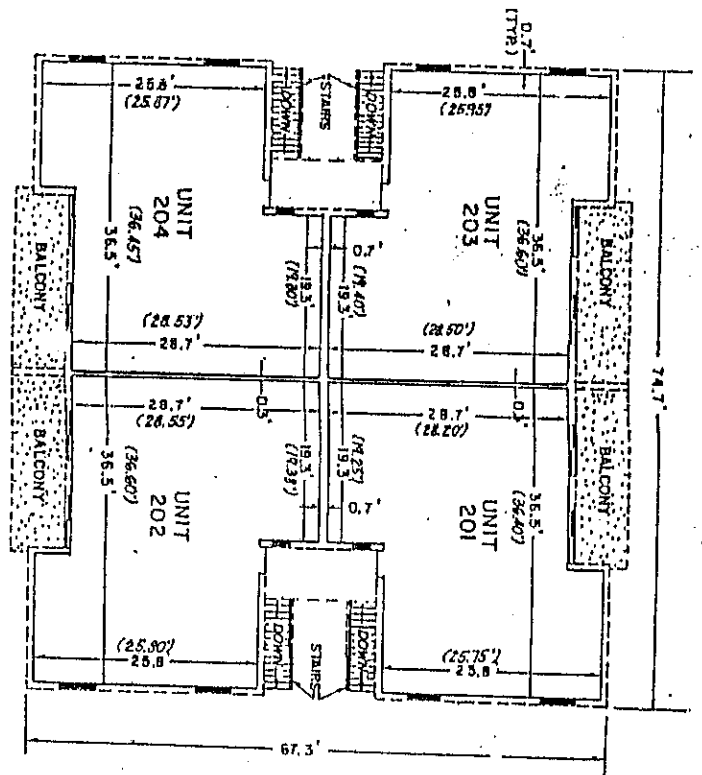 0.7'
(TYP.)
25.8'
(25.87')
DOWN
STAIRS
DOWN
25.8'
(25.95')
UNIT
204
36.5'
(36.45')
UNIT
203
36.5'
(36.60')
BALCONY
BALCONY
0.7'
19.3'
(19.30')
19.3'
(19.40')
(28.53')
28.7'
(28.50')
28.7'
74.7'
28.7'
(28.55')
0.3'
28.7'
(28.20')
0.3'
BALCONY
BALCONY
36.5'
(36.60')
19.3'
(19.38')
19.3
(19.25')
0.7'
36.5'
(36.40')
UNIT
202
UNIT
201
(25.90')
25.8
DOWN
STAIRS
DOWN
(25.75')
25.8
67.3'